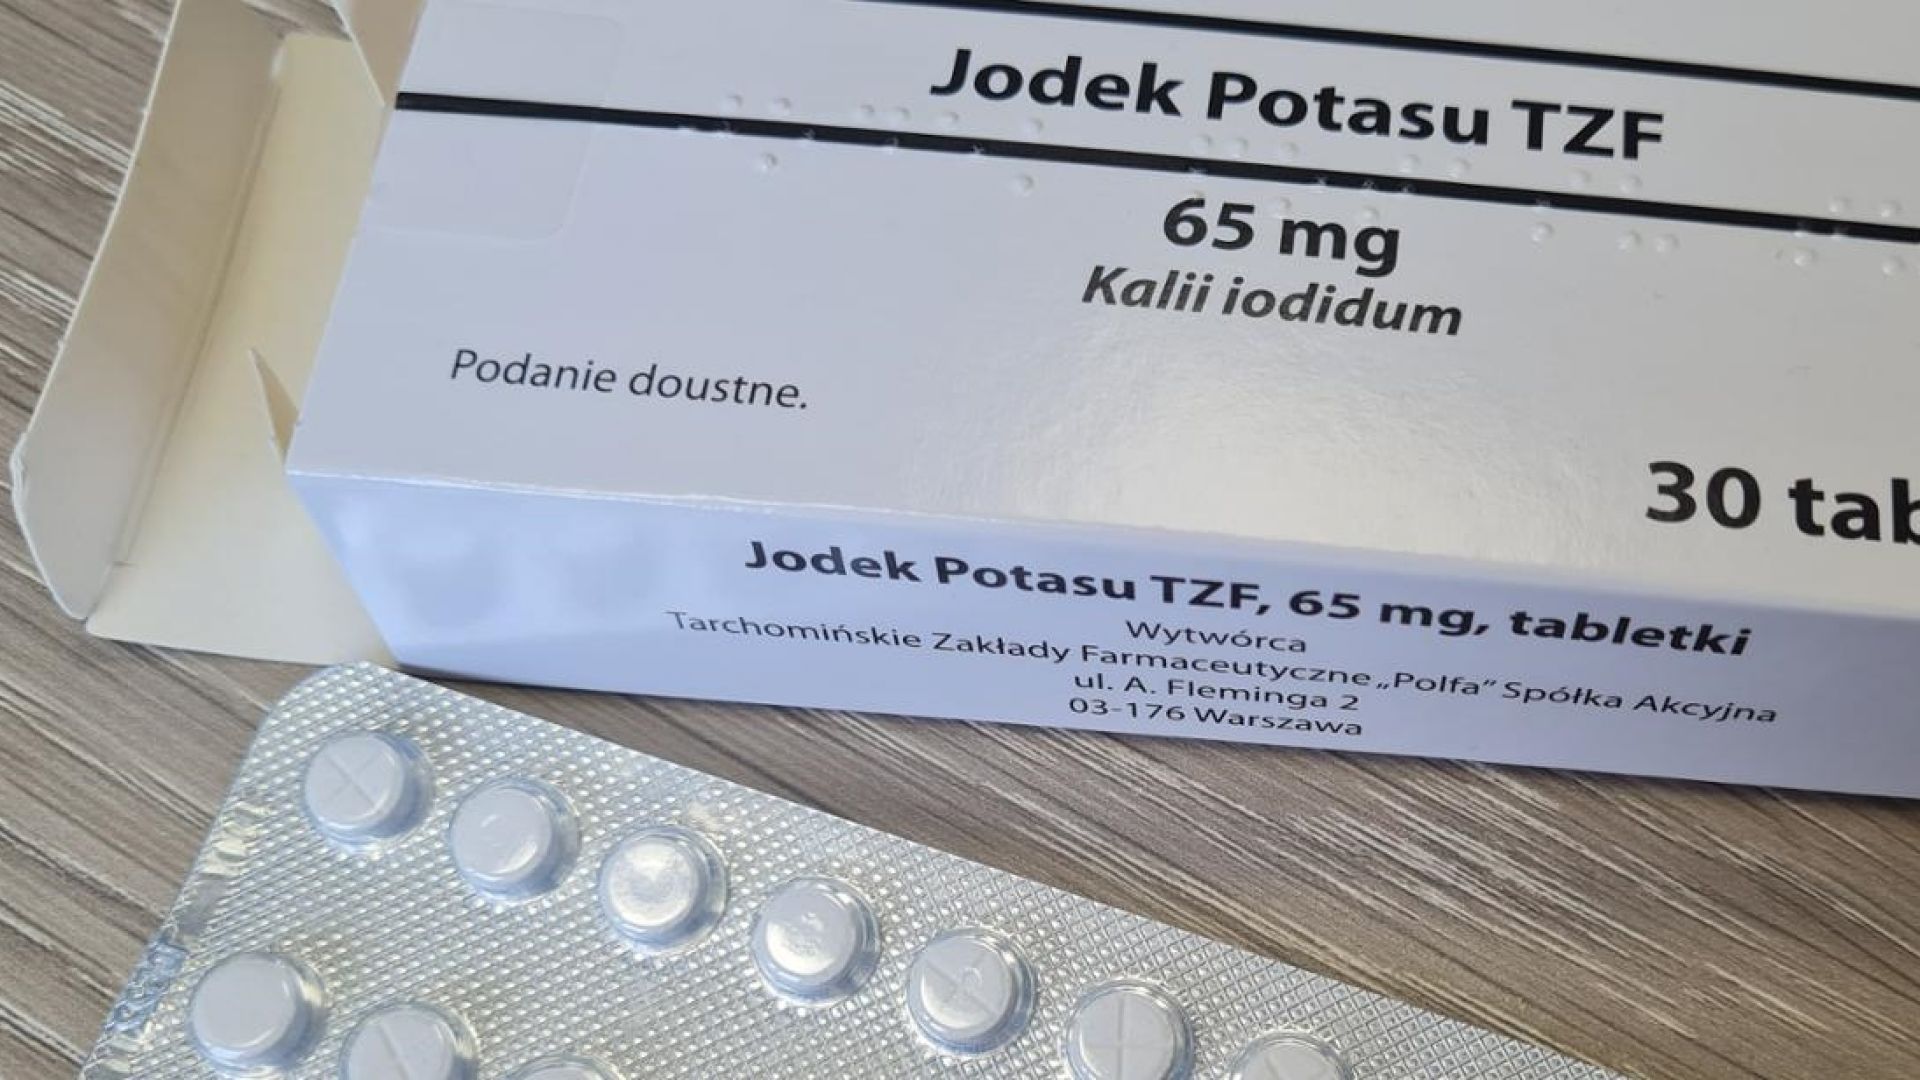 Jodek Potasu TZF
65 mg
Kalii iodidum
Podanie doustne.
30 tab
Jodek Potasu TZF, 65 mg, tabletki
Wytwórca
Tarchomińskie Zakłady Farmaceutyczne „Polfa” Spółka Akcyjna
ul. A. Fleminga 2
03-176 Warszawa